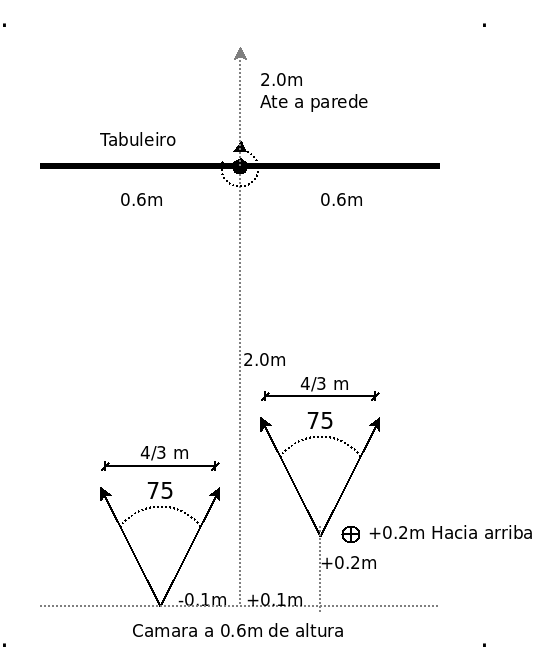 2.0m
Ate a parede
Tabuleiro
0.6m
0.6m
2.0m
4/3 m
75
4/3 m
75
+0.2m Hacia arriba
+0.2m
-0.1m
+0.1m
Camara a 0.6m de altura